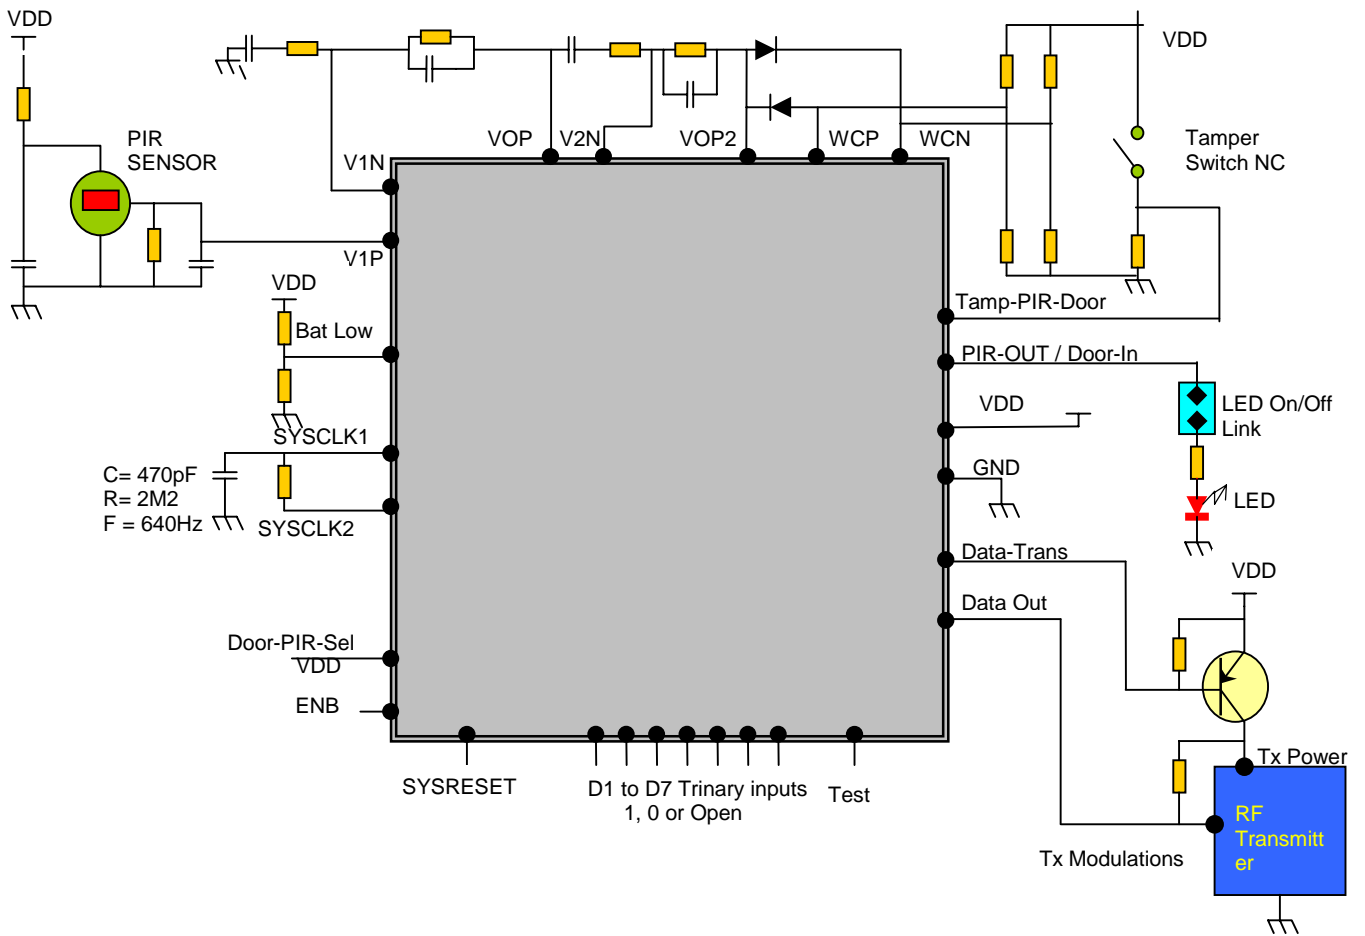 VDD
VDD
PIR
SENSOR
VOP
V2N
VOP2
WCP
WCN
Tamper
Switch NC
V1N
V1P
VDD
Bat Low
Tamp-PIR-Door
PIR-OUT / Door-In
VDD
LED On/Off
Link
SYSCLK1
C= 470pF
R= 2M2
F = 640Hz
SYSCLK2
GND
LED
Data-Trans
VDD
Data Out
Door-PIR-Sel
VDD
ENB
SYSRESET
D1 to D7 Trinary inputs
1, 0 or Open
Test
Tx Power
RF
Transmitt
er
Tx Modulations